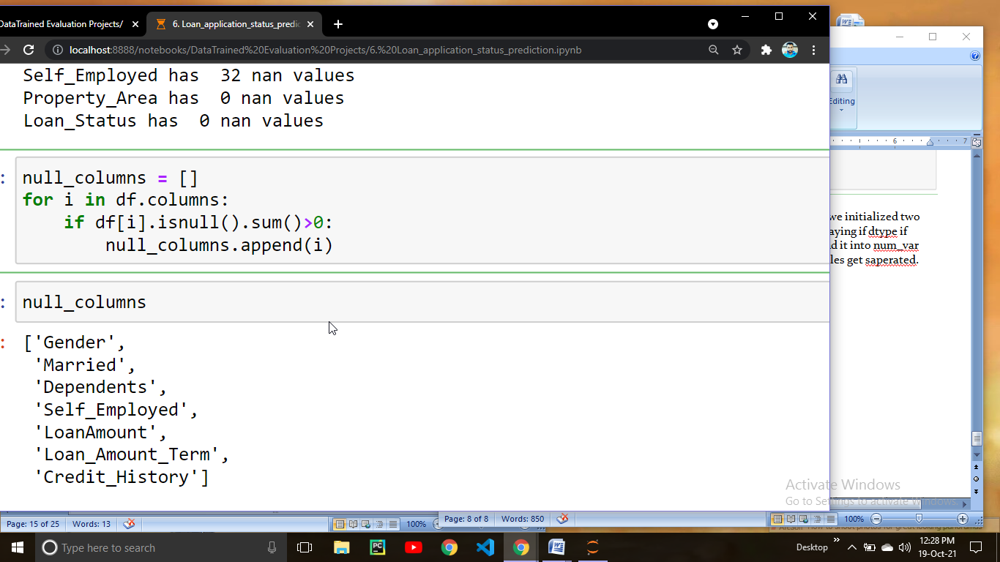 DataTrained Evaluation Projects/
6. Loan_application_status_predic
localhost:8888/notebooks/DataTrained%20Evaluation%20Projects/6.%20Loan_application_status_prediction.ipynb
Self_Employed has  32 nan values
Property_Area has  0 nan values
Loan_Status has  0 nan values
null_columns = []
for i in df.columns:
    if df[i].isnull().sum()>0:
        null_columns.append(i)
null_columns
['Gender',
 'Married',
 'Dependents',
 'Self_Employed',
 'LoanAmount',
 'Loan_Amount_Term',
 'Credit_History']
Editing
6 7
we initialized two
aying if dtype if
d it into num_var
les get saperated.
Activate Windows
Go to Settings to activate Windows.
Page: 15 of 25 Words: 13 100%
Page: 8 of 8 Words: 850 100%
Type here to search
Desktop
12:28 PM
19-Oct-21